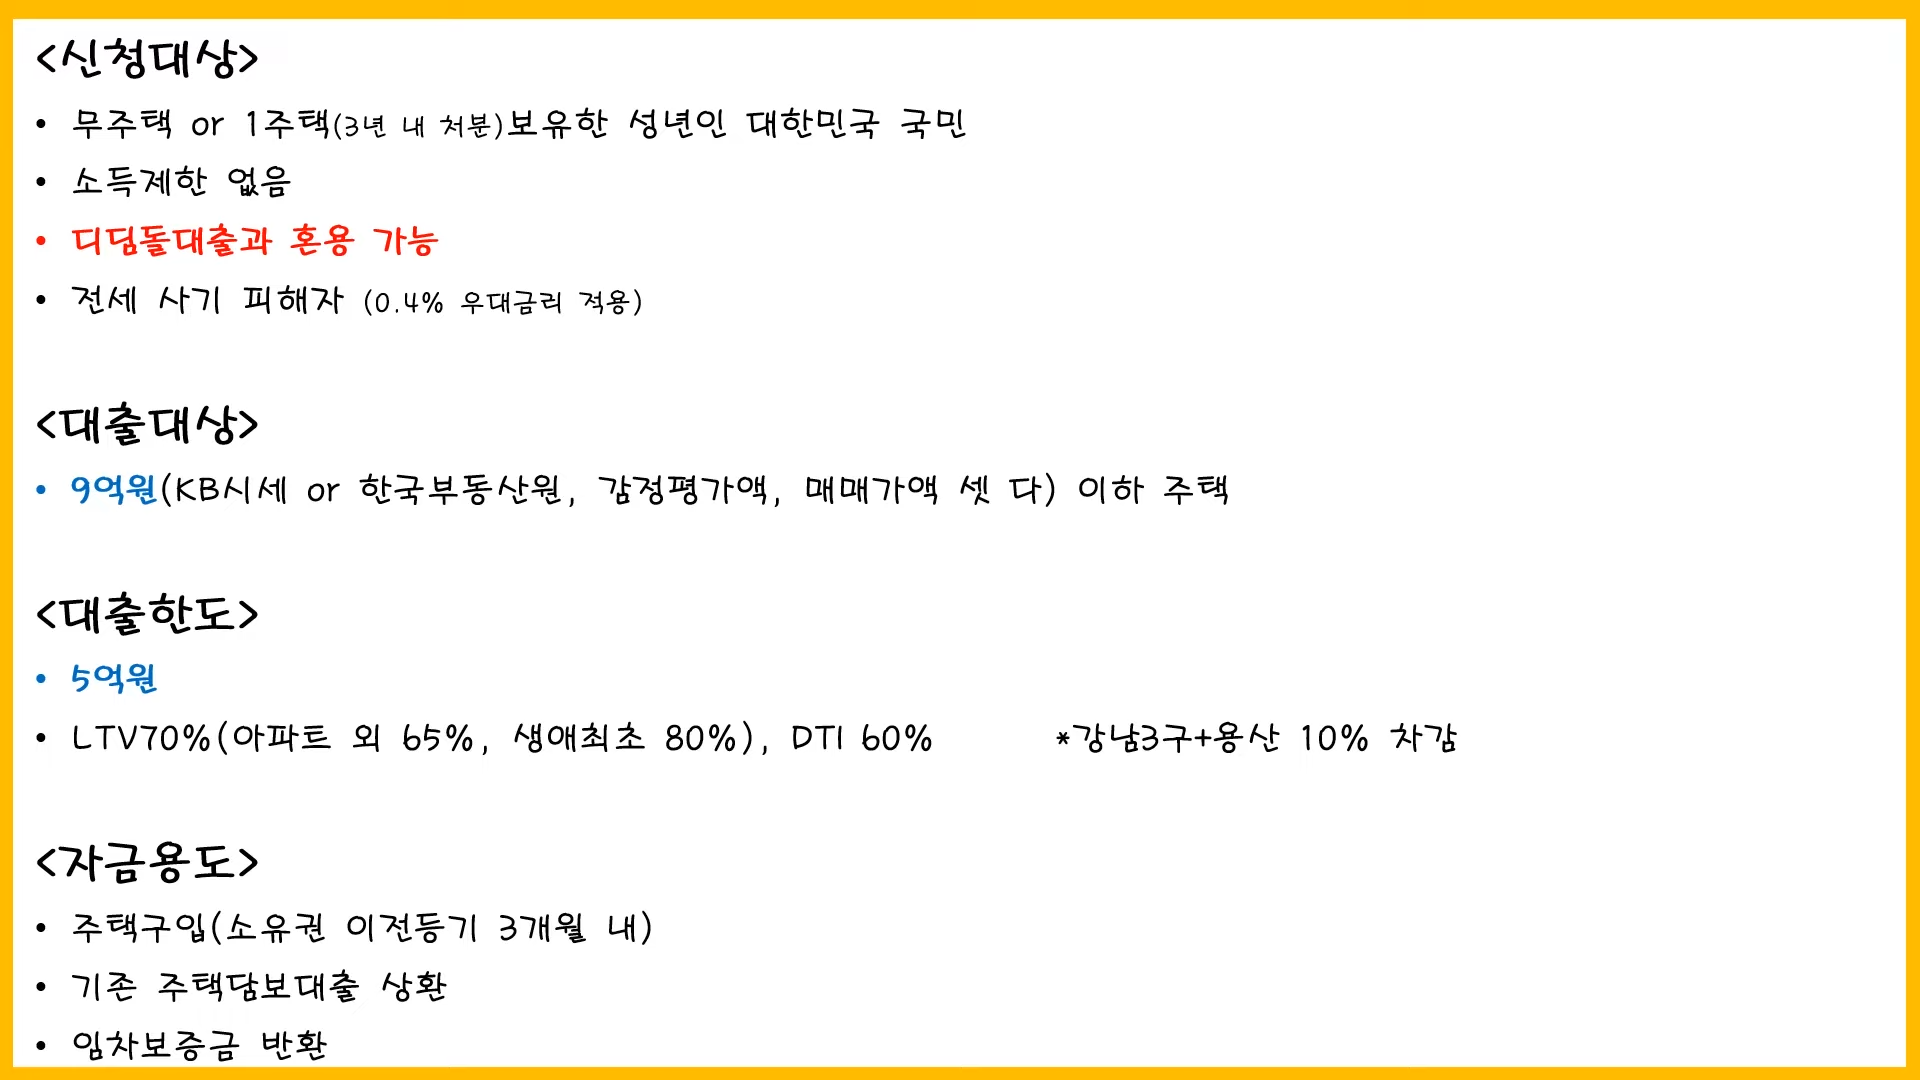 <신청대상>
• 무주택 or 1주택(3년 내 처분)보유한 성년인 대한민국 국민
• 소득제한 없음
• 디딤돌대출과 혼용 가능
• 전세 사기 피해자 (0.4% 우대금리 적용)
<대출대상>
• 9억원(KB시세 or 한국부동산원, 감정평가액, 매매가액 셋 다) 이하 주택
<대출한도>
• 5억원
• LTV70%(아파트 외 65%, 생애최초 80%), DTI 60% *강남3구+용산 10% 차감
<자금용도>
• 주택구입(소유권 이전등기 3개월 내)
• 기존 주택담보대출 상환
• 임차보증금 반환